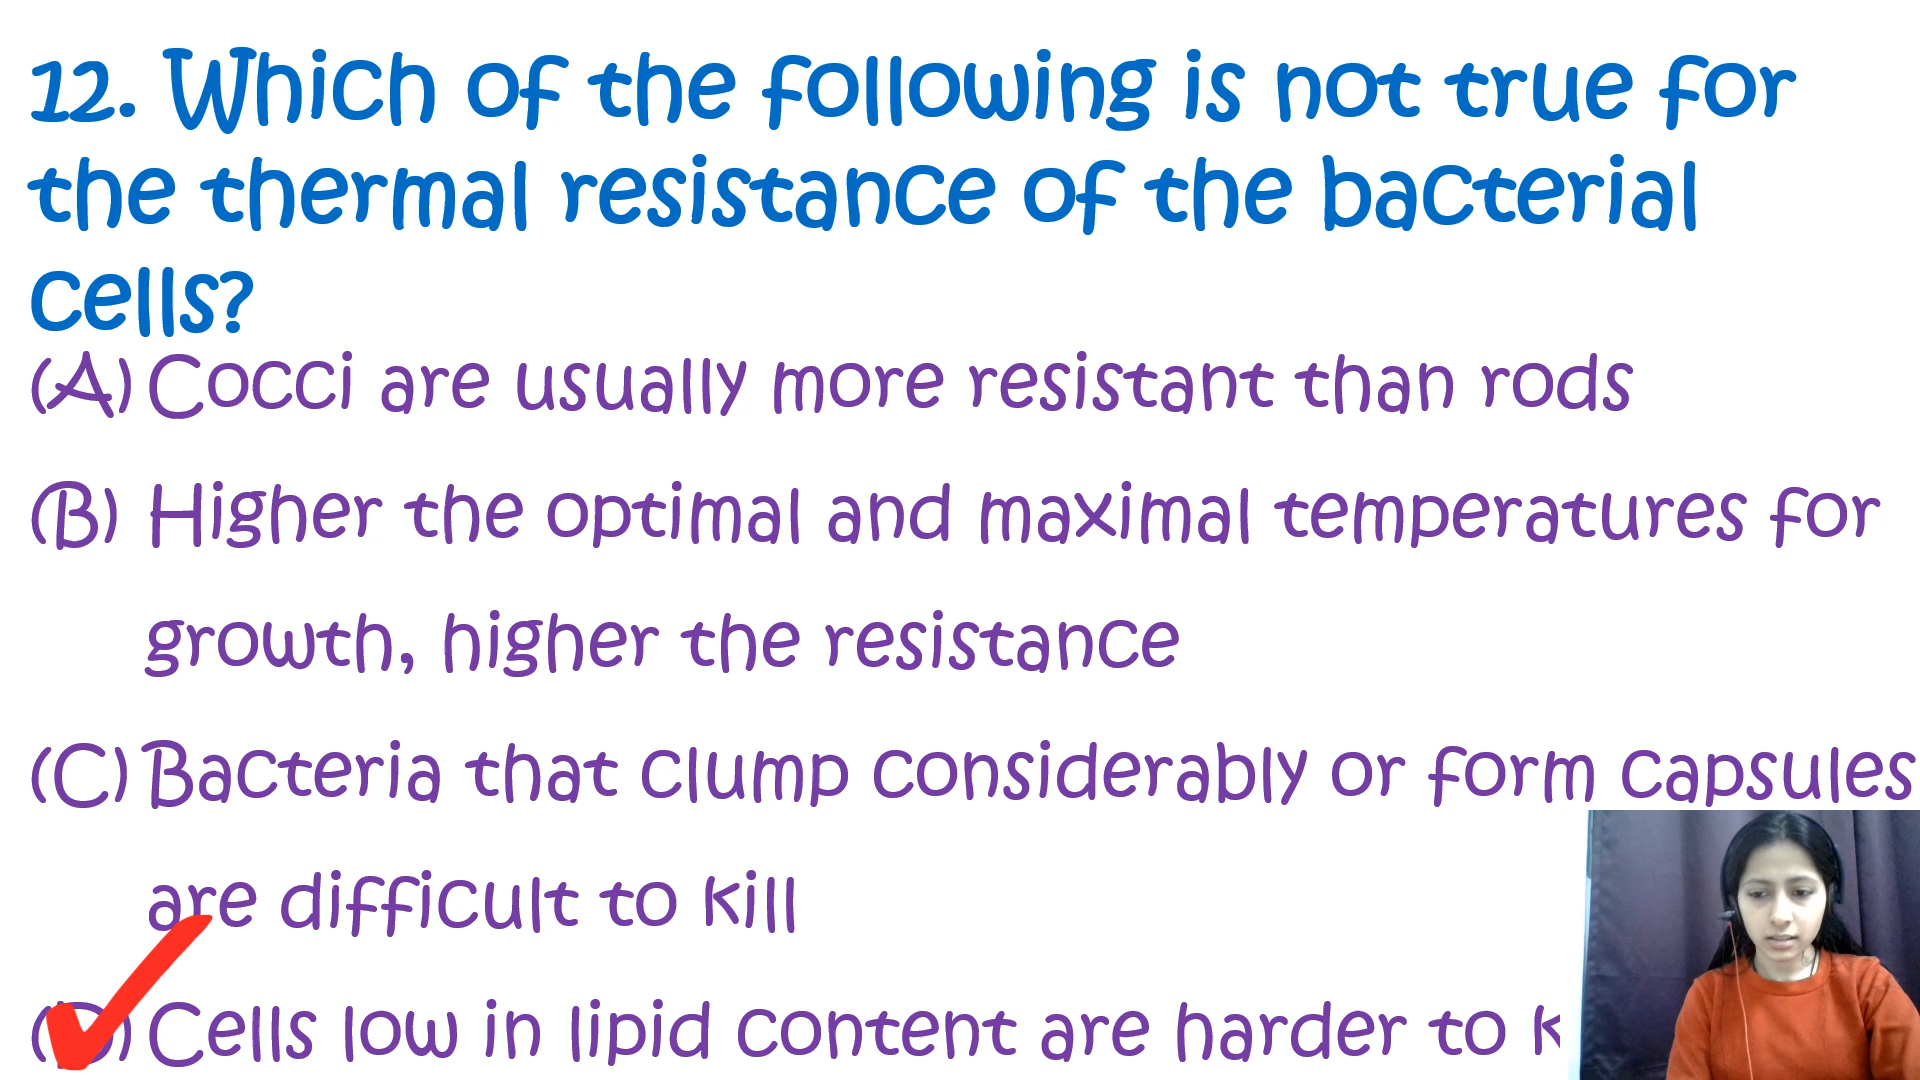 12. Which of the following is not true for
the thermal resistance of the bacterial
cells?
(A) Cocci are usually more resistant than rods
(B) Higher the optimal and maximal temperatures for
growth, higher the resistance
(C) Bacteria that clump considerably or form capsules
are difficult to kill
(D) Cells low in lipid content are harder to